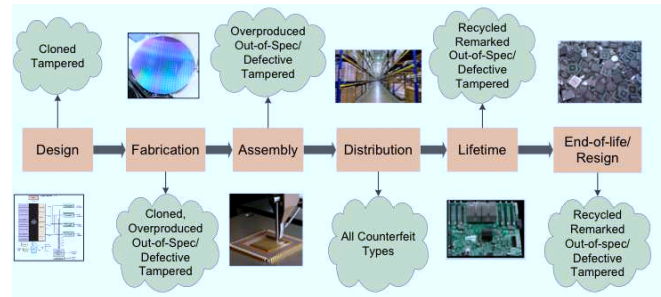 Cloned
Tampered
Overproduced
Out-of-Spec/
Defective
Tampered
Recycled
Remarked
Out-of-Spec/
Defective
Tampered
Design
Fabrication
Assembly
Distribution
Lifetime
End-of-life/
Resign
Cloned,
Overproduced
Out-of-Spec/
Defective
Tampered
All Counterfeit
Types
Recycled
Remarked
Out-of-spec/
Defective
Tampered